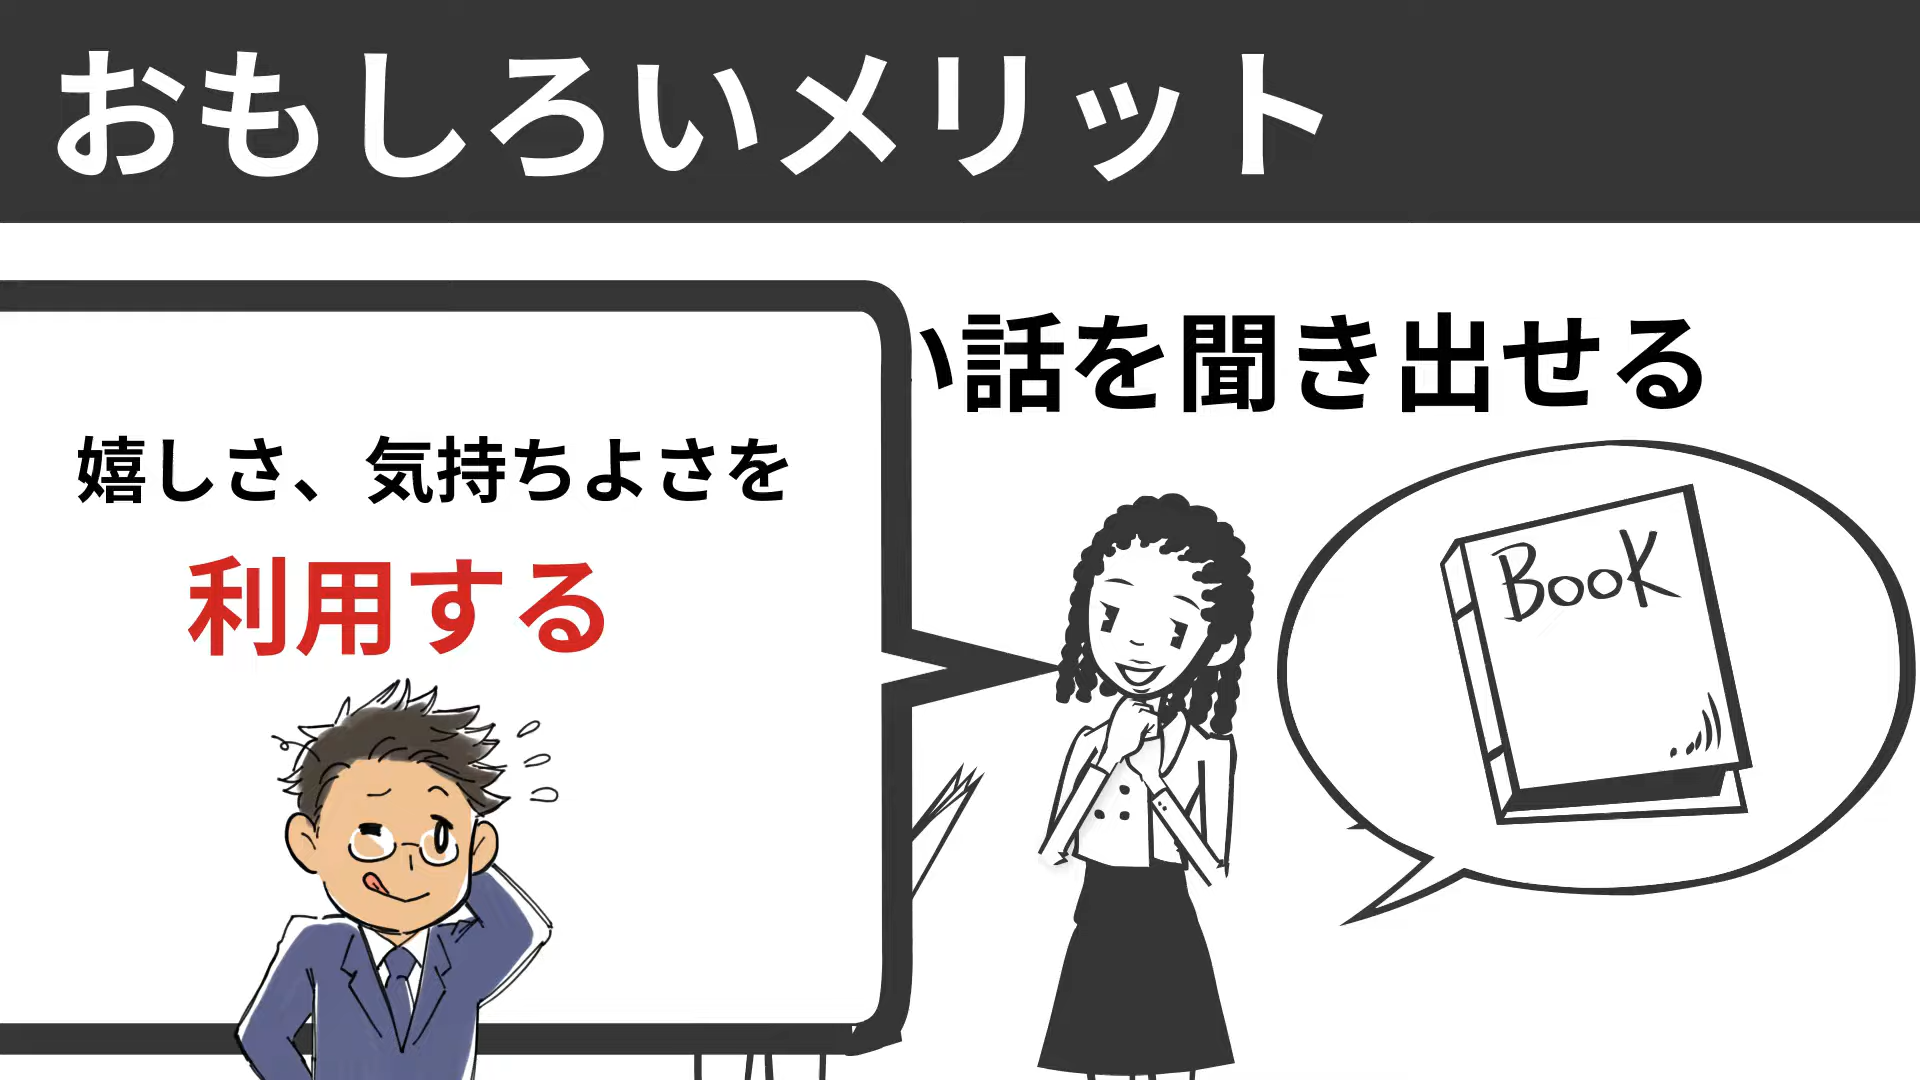 おもしろいメリット
い話を聞き出せる
嬉しさ、気持ちよさを
利用する
BOOK